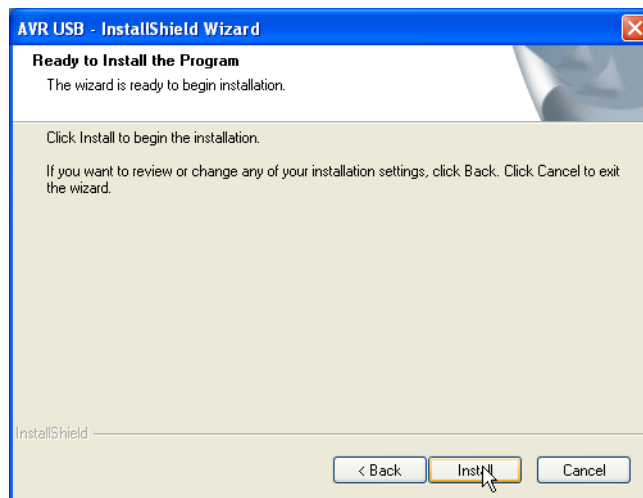 AVR USB - InstallShield Wizard
Ready to Install the Program
The wizard is ready to begin installation.
Click Install to begin the installation.
If you want to review or change any of your installation settings, click Back. Click Cancel to exit
the wizard.
InstallShield
< Back Install Cancel